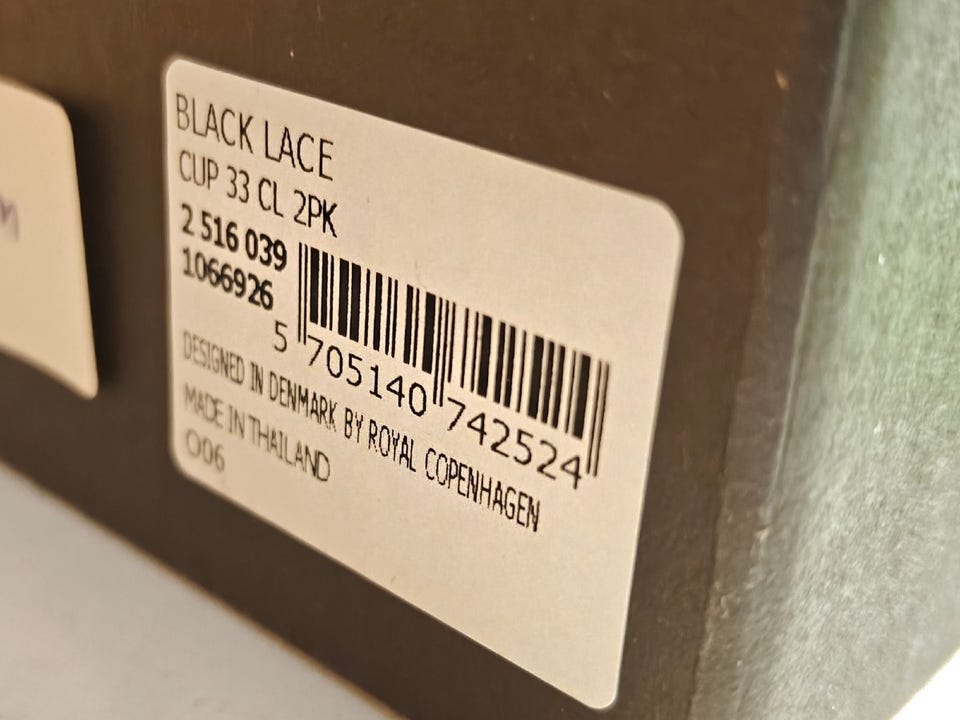 BLACK LACE
CUP 33 CL 2PK
2 516 039
1066926
5 705140 742524
DESIGNED IN DENMARK BY ROYAL COPENHAGEN
MADE IN THAILAND
O06